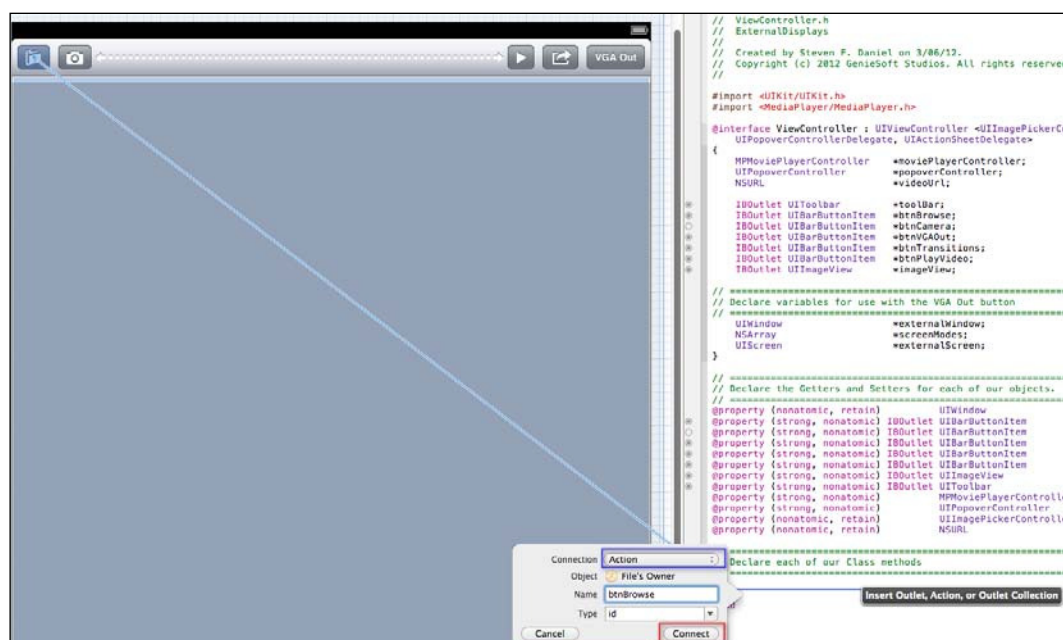 VGA Out
// ViewController.h
// ExternalDisplays
//
// Created by Steven F. Daniel on 3/06/12.
// Copyright (c) 2012 GenieSoft Studios. All rights reserve
//
#import <UIKit/UIKit.h>
#import <MediaPlayer/MediaPlayer.h>
@interface ViewController : UIViewController <UIImagePickerCo
UIPopoverControllerDelegate, UIActionSheetDelegate>
{
MPMoviePlayerController *moviePlayerController;
UIPopoverController *popoverController;
NSURL *videoUrl;
IBOutlet UIToolbar *toolBar;
IBOutlet UIBarButtonItem *btnBrowse;
IBOutlet UIBarButtonItem *btnCamera;
IBOutlet UIBarButtonItem *btnVGAOut;
IBOutlet UIBarButtonItem *btnTransitions;
IBOutlet UIBarButtonItem *btnPlayVideo;
IBOutlet UIImageView *imageView;
// ==========================================
// Declare variables for use with the VGA Out button
// ==========================================
UIWindow *externalWindow;
NSArray *screenModes;
UIScreen *externalScreen;
}
// ==========================================
// Declare the Getters and Setters for each of our objects.
// ==========================================
@property (nonatomic, retain) UIWindow
@property (strong, nonatomic) IBOutlet UIBarButtonItem
@property (strong, nonatomic) IBOutlet UIBarButtonItem
@property (strong, nonatomic) IBOutlet UIBarButtonItem
@property (strong, nonatomic) IBOutlet UIBarButtonItem
@property (strong, nonatomic) IBOutlet UIBarButtonItem
@property (strong, nonatomic) IBOutlet UIImageView
@property (strong, nonatomic) IBOutlet UIToolbar
@property (strong, nonatomic) MPMoviePlayerControlle
@property (strong, nonatomic) UIPopoverController
@property (nonatomic, retain) UIImagePickerControll
@property (nonatomic, retain) NSURL
==========================================
Declare each of our Class methods
==========================================
Connection Action
Object File's Owner
Name btnBrowse
Type id
Cancel Connect
Insert Outlet, Action, or Outlet Collection